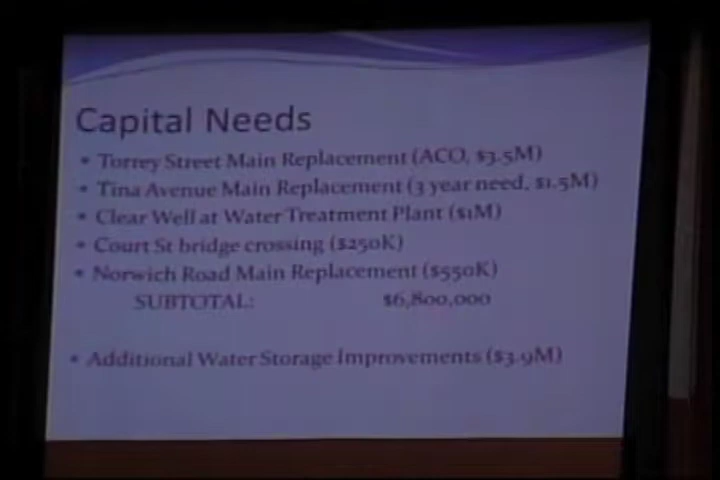 Capital Needs
• Torrey Street Main Replacement (ACO, $3.5M)
• Tina Avenue Main Replacement (3 year need, $1.5M)
• Clear Well at Water Treatment Plant ($1M)
• Court St bridge crossing ($250K)
• Norwich Road Main Replacement ($550K)
SUBTOTAL: $6,800,000
• Additional Water Storage Improvements ($3.9M)